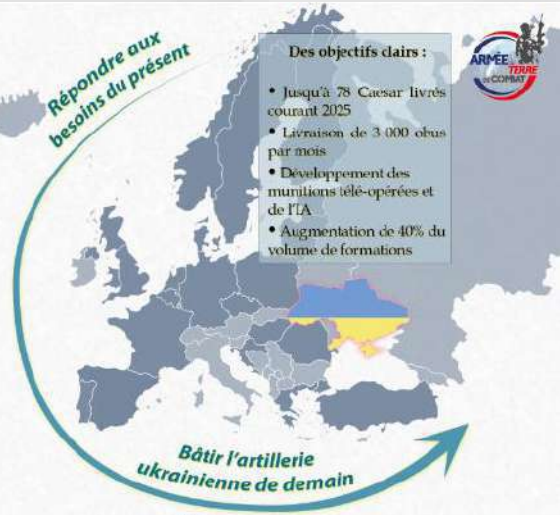 Répondre aux
besoins du présent
Des objectifs clairs :
• Jusqu'à 78 Caesar livrés
courant 2025
• Livraison de 3 000 obus
par mois
• Développement des
munitions télé-opérées et
de l'IA
• Augmentation de 40% du
volume de formations
ARMÉE
DE TERRE
DE COMBAT
Bâtir l'artillerie
ukrainienne de demain